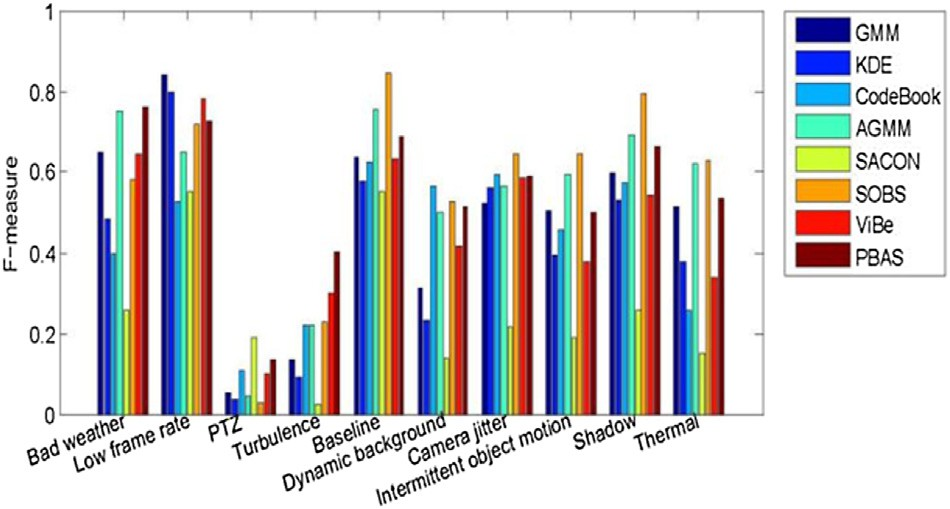 F-measure
1
0.8
0.6
0.4
0.2
0
Bad weather
Low frame rate
PTZ
Turbulence
Baseline
Dynamic background
Camera jitter
Intermittent object motion
Shadow
Thermal
GMM
KDE
CodeBook
AGMM
SACON
SOBS
ViBe
PBAS